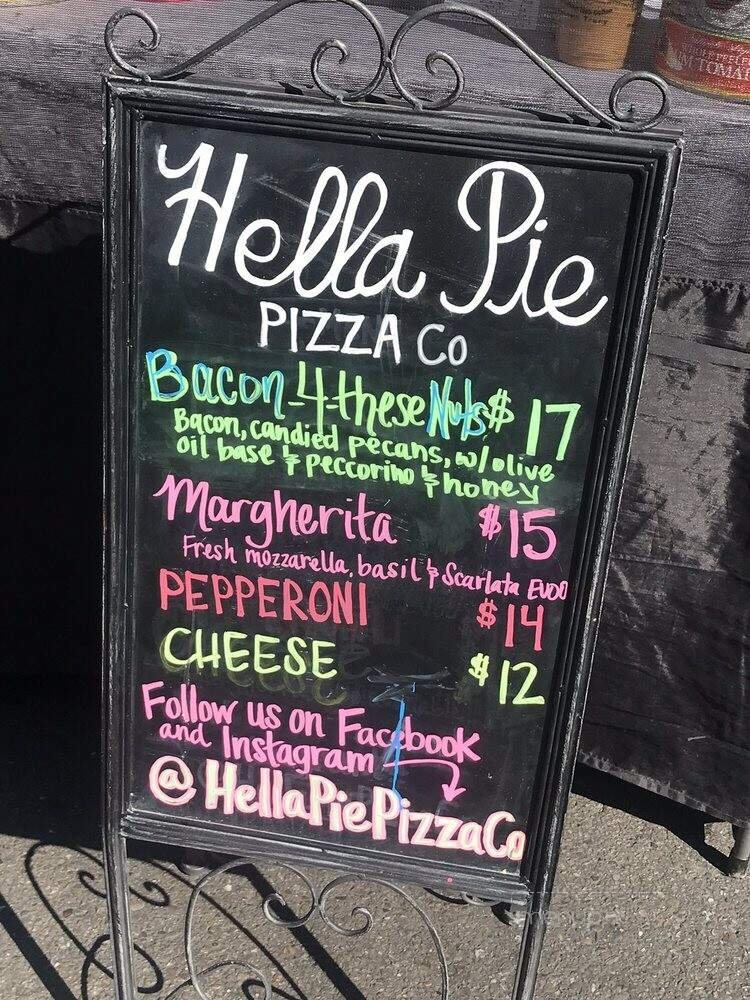 Hella Pie
PIZZA Co
Bacon 4 these Nuts $17
Bacon, candied pecans, w/olive
oil base & peccorino & honey
Margherita $15
Fresh mozzarella, basil & Scarlata EVOO
PEPPERONI $14
CHEESE $12
Follow us on Facebook
and Instagram
@HellaPiePizzaCo
TOMAT